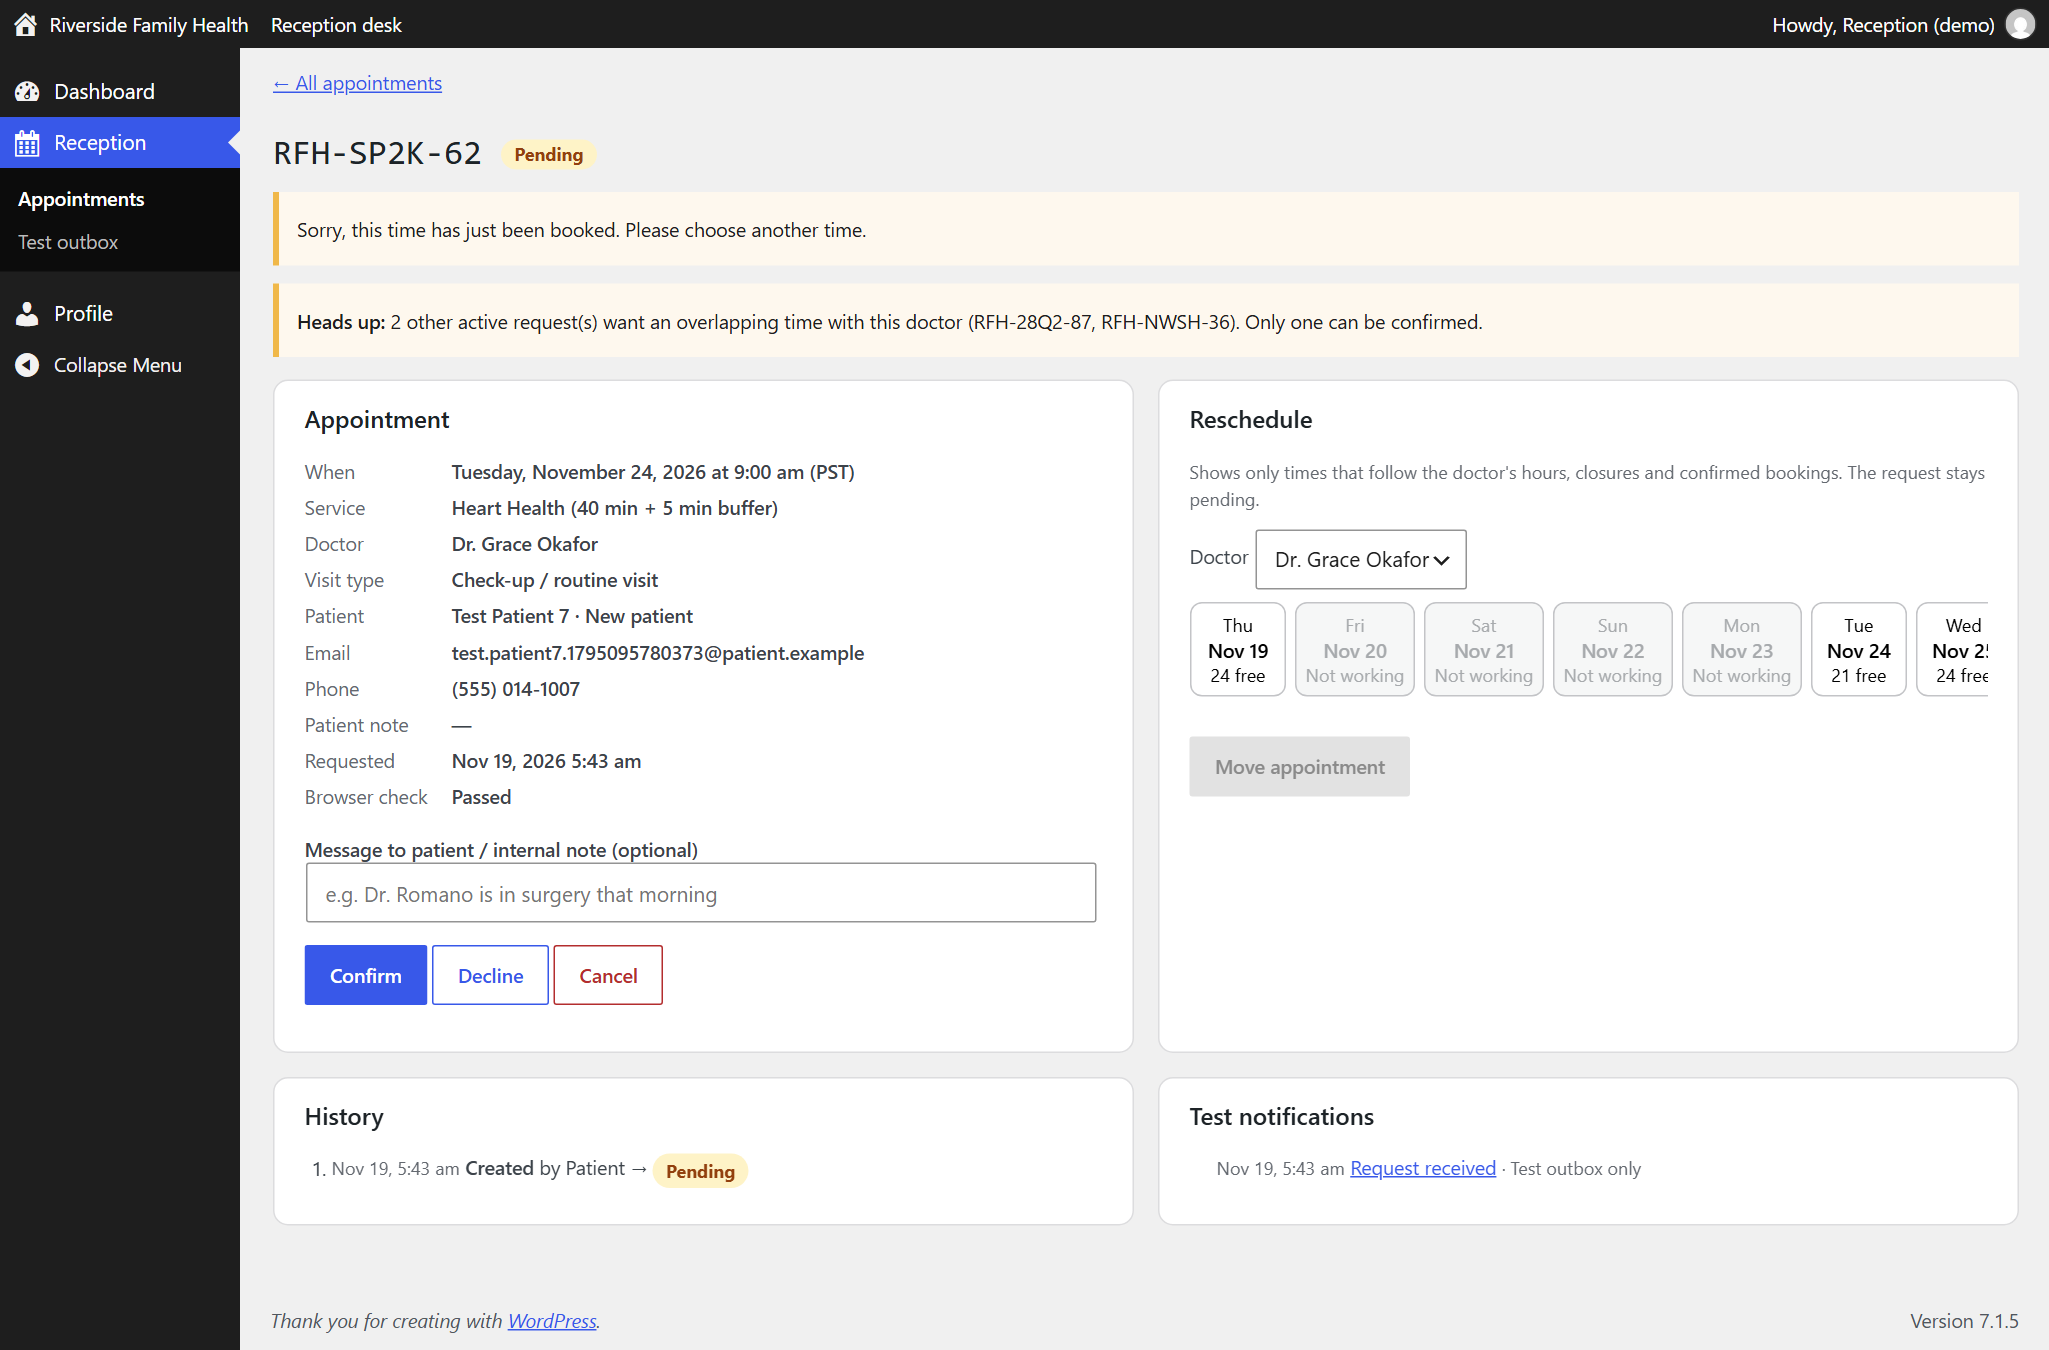 Riverside Family Health
Reception desk
Howdy, Reception (demo)
Dashboard
Reception
Appointments
Test outbox
Profile
Collapse Menu
← All appointments
RFH-SP2K-62 Pending
Sorry, this time has just been booked. Please choose another time.
Heads up: 2 other active request(s) want an overlapping time with this doctor (RFH-28Q2-87, RFH-NWSH-36). Only one can be confirmed.
Appointment
When Tuesday, November 24, 2026 at 9:00 am (PST)
Service Heart Health (40 min + 5 min buffer)
Doctor Dr. Grace Okafor
Visit type Check-up / routine visit
Patient Test Patient 7 · New patient
Email test.patient7.1795095780373@patient.example
Phone (555) 014-1007
Patient note —
Requested Nov 19, 2026 5:43 am
Browser check Passed
Message to patient / internal note (optional)
e.g. Dr. Romano is in surgery that morning
Confirm Decline Cancel
Reschedule
Shows only times that follow the doctor's hours, closures and confirmed bookings. The request stays
pending.
Doctor Dr. Grace Okafor
Thu
Nov 19
24 free
Fri
Nov 20
Not working
Sat
Nov 21
Not working
Sun
Nov 22
Not working
Mon
Nov 23
Not working
Tue
Nov 24
21 free
Wed
Nov
24 free
Move appointment
History
1. Nov 19, 5:43 am Created by Patient → Pending
Test notifications
Nov 19, 5:43 am Request received · Test outbox only
Thank you for creating with WordPress.
Version 7.1.5